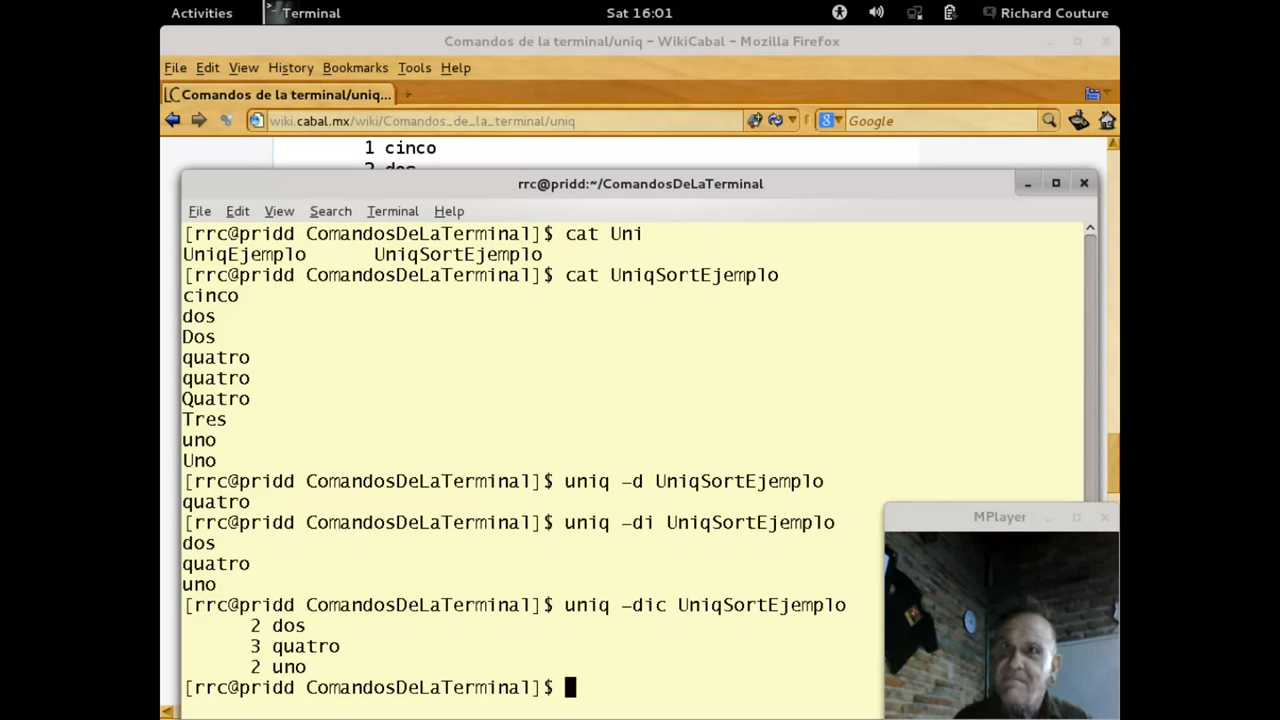 Activities Terminal Sat 16:01 Richard Couture
Comandos de la terminal/uniq – WikiCabal – Mozilla Firefox
File Edit View History Bookmarks Tools Help
Comandos de la terminal/uniq...
wiki.cabal.mx/wiki/Comandos_de_la_terminal/uniq Google
1 cinco
2 dos
rrc@pridd:~/ComandosDeLaTerminal
File Edit View Search Terminal Help
[rrc@pridd ComandosDeLaTerminal]$ cat Uni
UniqEjemplo UniqSortEjemplo
[rrc@pridd ComandosDeLaTerminal]$ cat UniqSortEjemplo
cinco
dos
Dos
quatro
quatro
Quatro
Tres
uno
Uno
[rrc@pridd ComandosDeLaTerminal]$ uniq –d UniqSortEjemplo
quatro
[rrc@pridd ComandosDeLaTerminal]$ uniq –di UniqSortEjemplo
dos
quatro
uno
[rrc@pridd ComandosDeLaTerminal]$ uniq –dic UniqSortEjemplo
2 dos
3 quatro
2 uno
[rrc@pridd ComandosDeLaTerminal]$
MPlayer